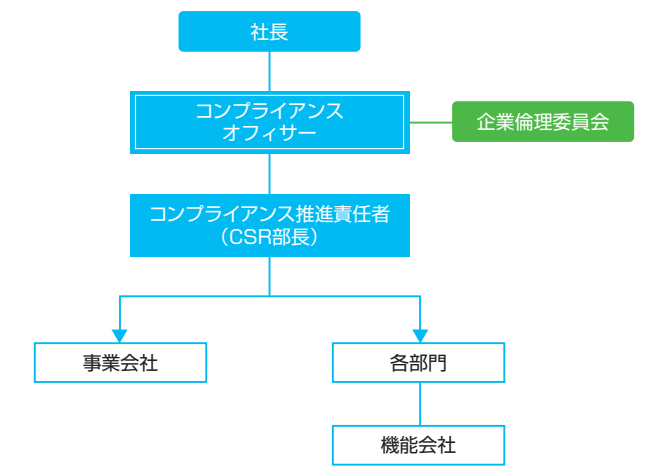 社長
コンプライアンス
オフィサー
企業倫理委員会
コンプライアンス推進責任者
（CSR部長）
事業会社
各部門
機能会社